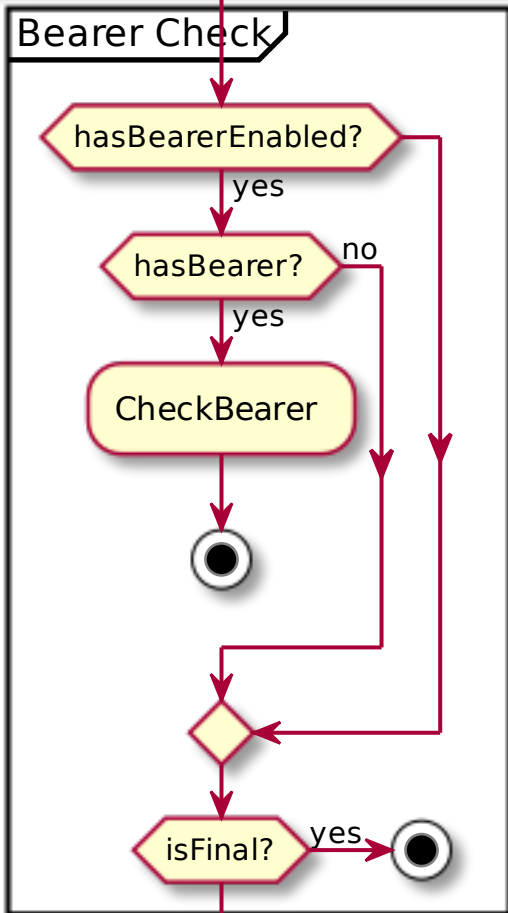 Bearer Check
hasBearerEnabled?
yes
hasBearer?
no
yes
CheckBearer
isFinal?
yes